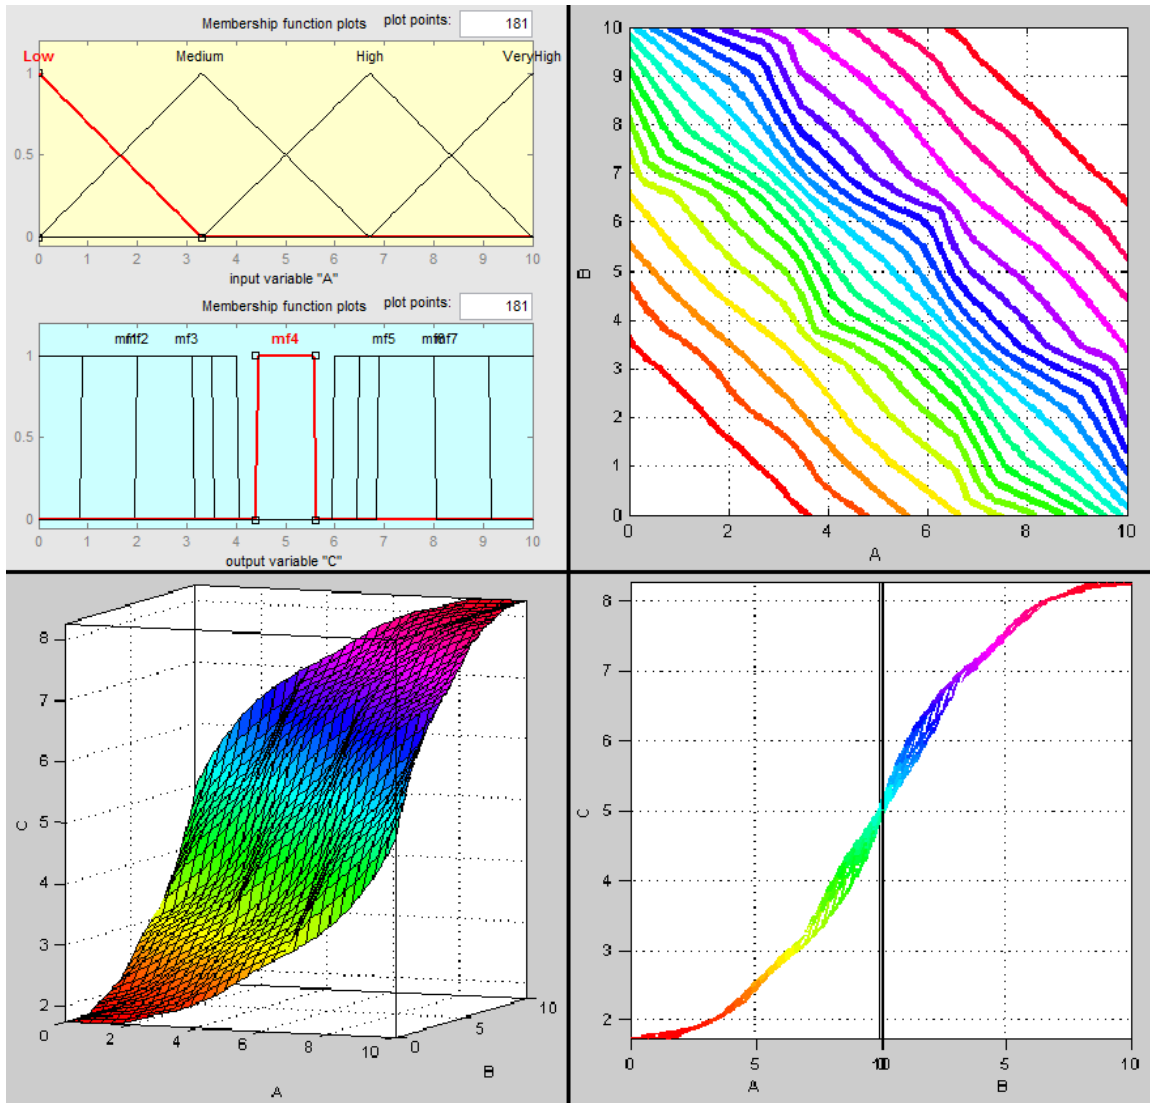 Membership function plots plot points: 181
Low Medium High VeryHigh
1
0.5
0
0 1 2 3 4 5 6 7 8 9 10
input variable "A"
Membership function plots plot points: 181
mf2 mf3 mf4 mf5 mf7
1
0.5
0
0 1 2 3 4 5 6 7 8 9 10
output variable "C"
10
9
8
7
6
5
4
3
2
1
0
B
0 2 4 6 8 10
A
8
7
6
5
4
3
2
C
0 2 4 6 8 10
A
0 5 10
B
8
7
6
5
4
3
2
C
0 5 10 5 10
A B